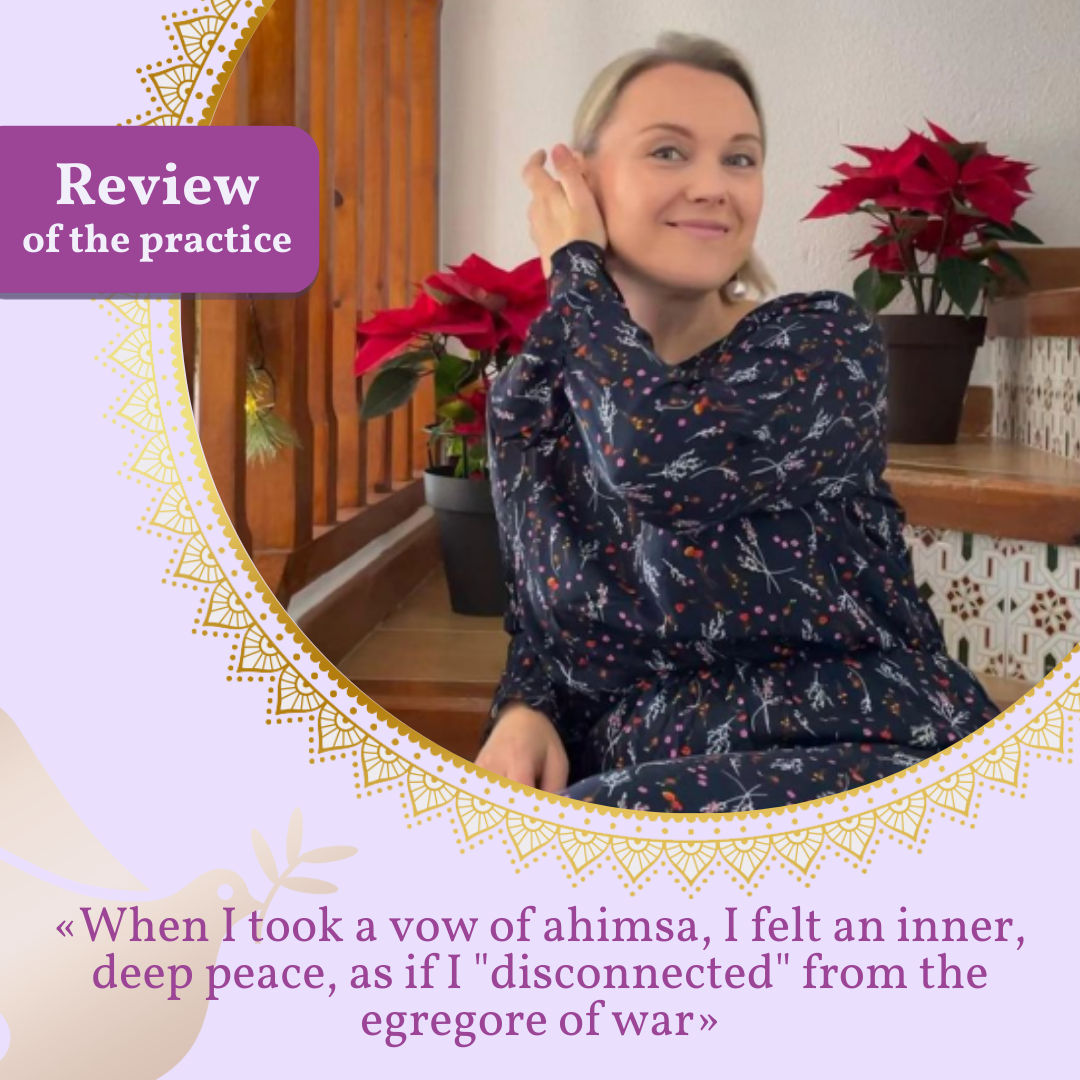 Review
of the practice
«When I took a vow of ahimsa, I felt an inner,
deep peace, as if I "disconnected" from the
egregore of war»